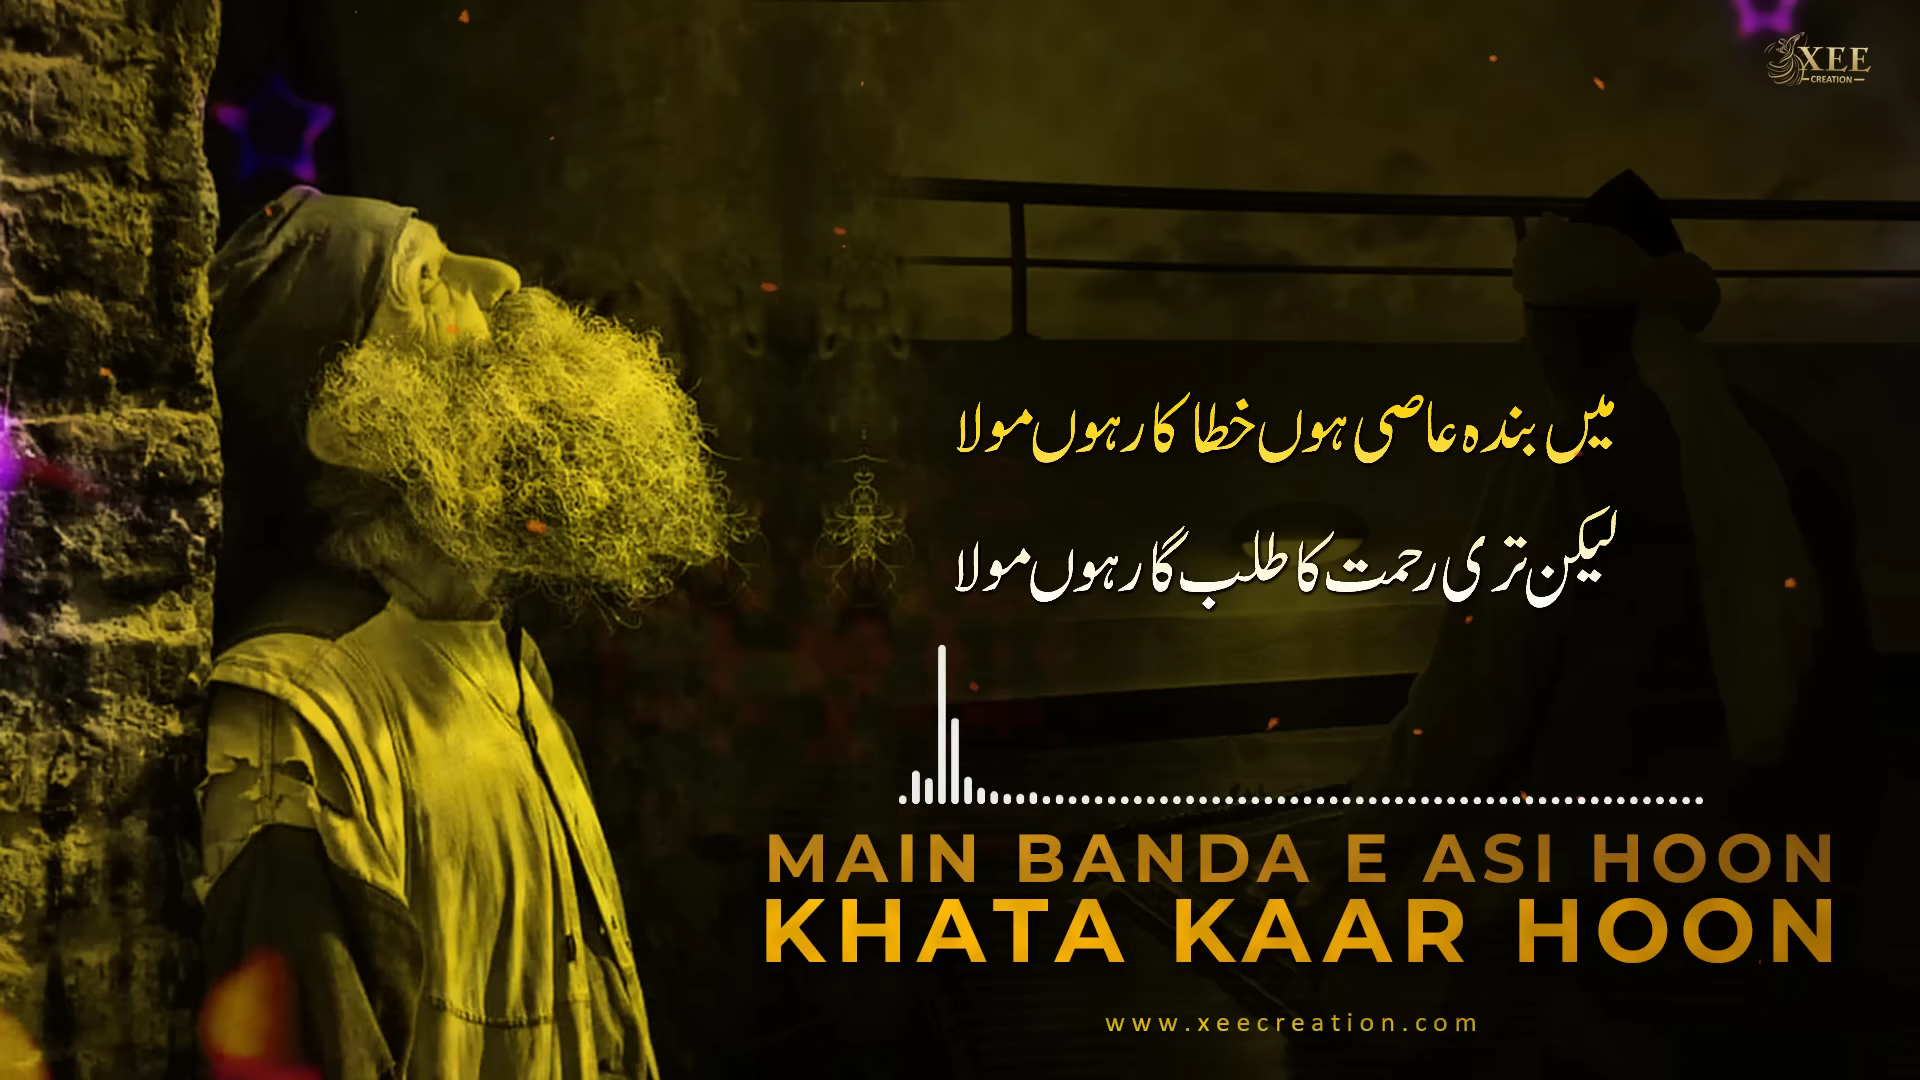 XEE
CREATION
میں بندہ عاصی ہوں خطا کار ہوں مولا
لیکن تری رحمت کا طلب گار ہوں مولا
MAIN BANDA E ASI HOON
KHATA KAAR HOON
www.xeecreation.com